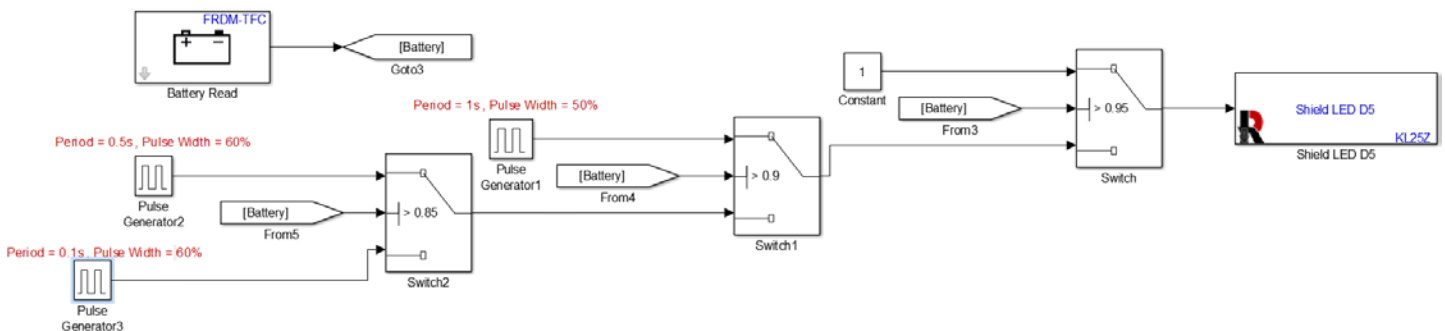 FRDM-TFC
+ −
Battery Read
[Battery]
Goto3
Period = 1s, Pulse Width = 50%
Pulse
Generator1
Period = 0.5s, Pulse Width = 60%
Pulse
Generator2
[Battery]
From5
Period = 0.1s, Pulse Width = 60%
Pulse
Generator3
> 0.85
Switch2
[Battery]
From4
> 0.9
Switch1
1
Constant
[Battery]
From3
> 0.95
Switch
Shield LED D5
KL25Z
Shield LED D5